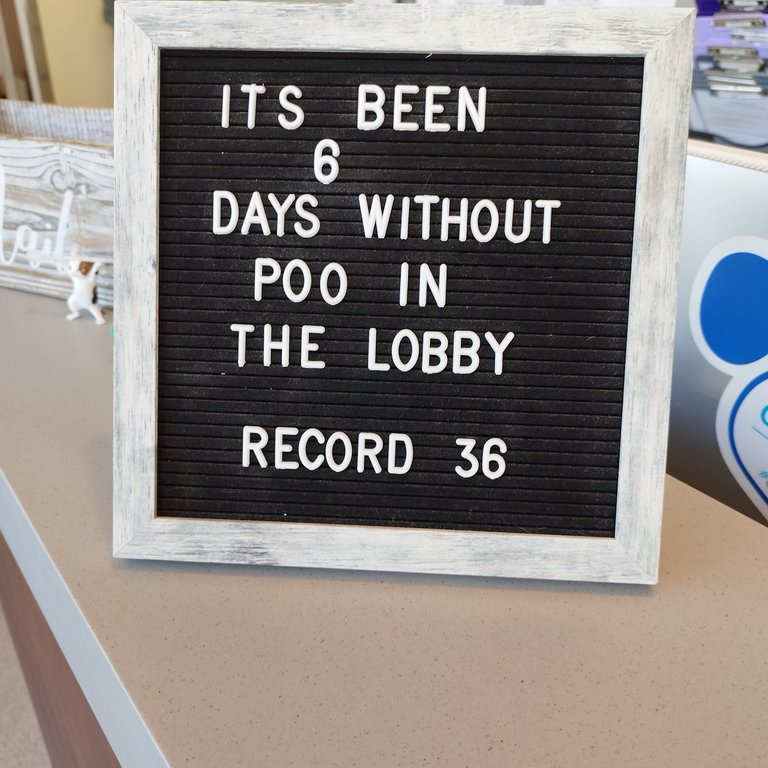 ITS BEEN
6
DAYS WITHOUT
POO IN
THE LOBBY
RECORD 36